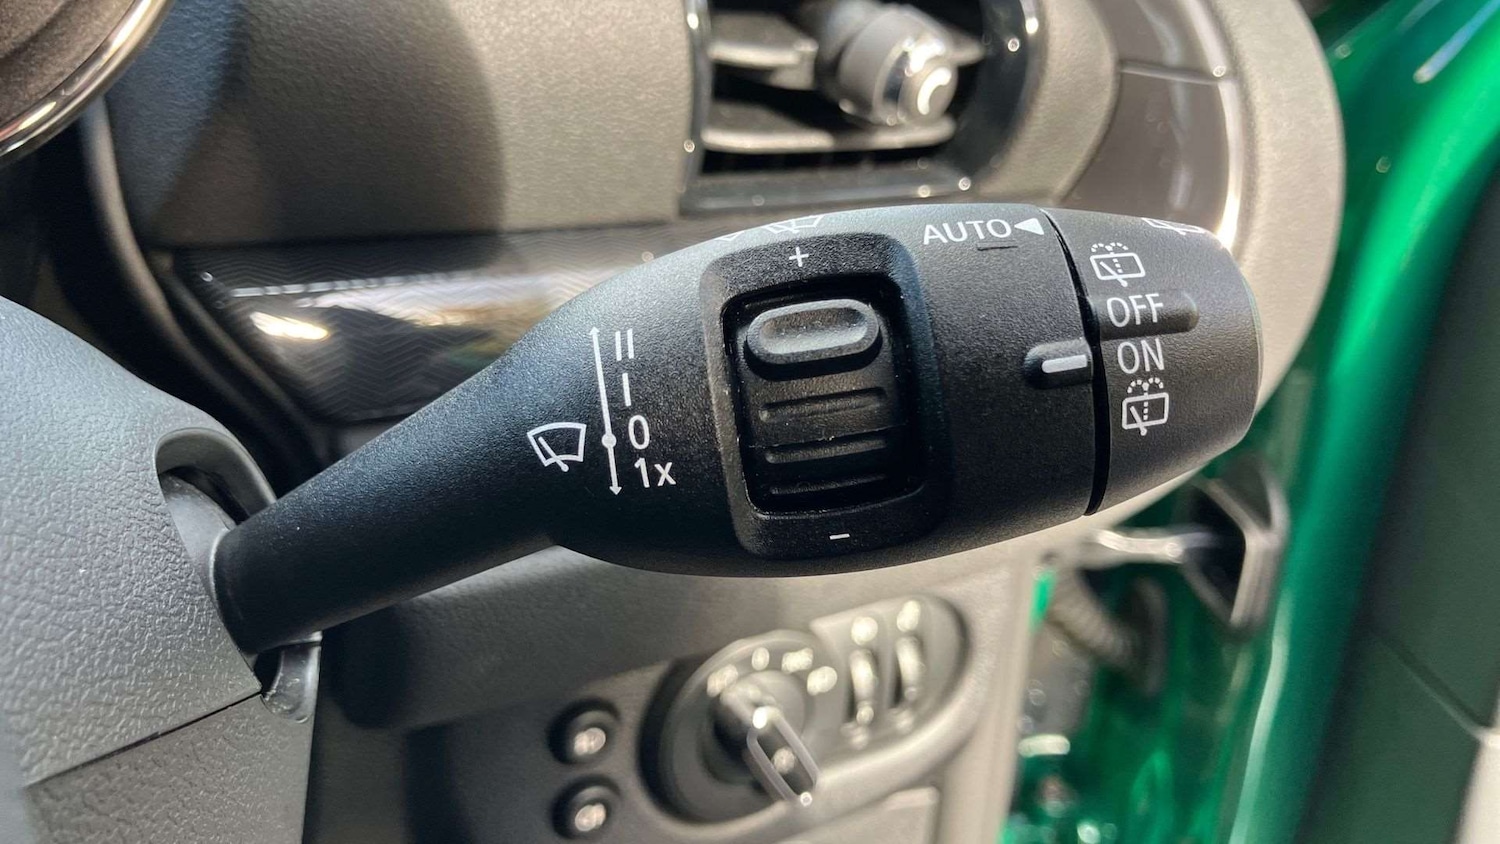 AUTO
+
OFF
ON
II
I
0
1x
–